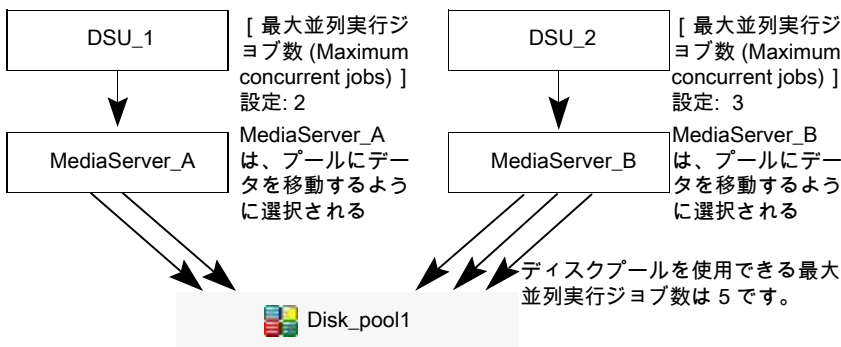 DSU_1
[ 最大並列実行ジ
ョブ数 (Maximum
concurrent jobs) ]
設定: 2
DSU_2
[ 最大並列実行ジ
ョブ数 (Maximum
concurrent jobs) ]
設定: 3
MediaServer_A
MediaServer_A
は、プールにデー
タを移動するよう
に選択される
MediaServer_B
MediaServer_B
は、プールにデー
タを移動するよう
に選択される
ディスクプールを使用できる最大
並列実行ジョブ数は 5 です。
Disk_pool1